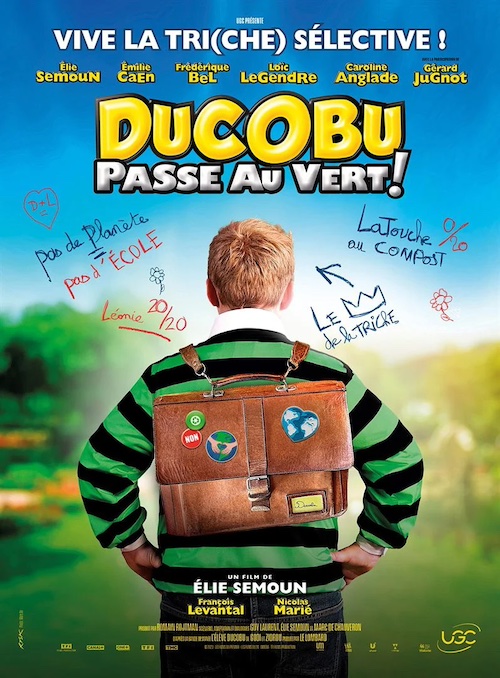 UGC PRÉSENTE
VIVE LA TRI(CHE) SÉLECTIVE !
Élie SemouN
Émilie CaEn
Frédérique BeL
Loïc LeGenDre
Caroline Anglade
Gérard JuGnot
DUCOBU
PASSE AU VERT!
D+L
pas de planète
=
pas d'ÉCOLE
Léonie 20/20
LaTouche 0/20
au COMPOST
LE
de la TRICHE
NON
Ducobu
UN FILM DE
ÉLIE SEMOUN
François Levantal
Nicolas Marié
UGC